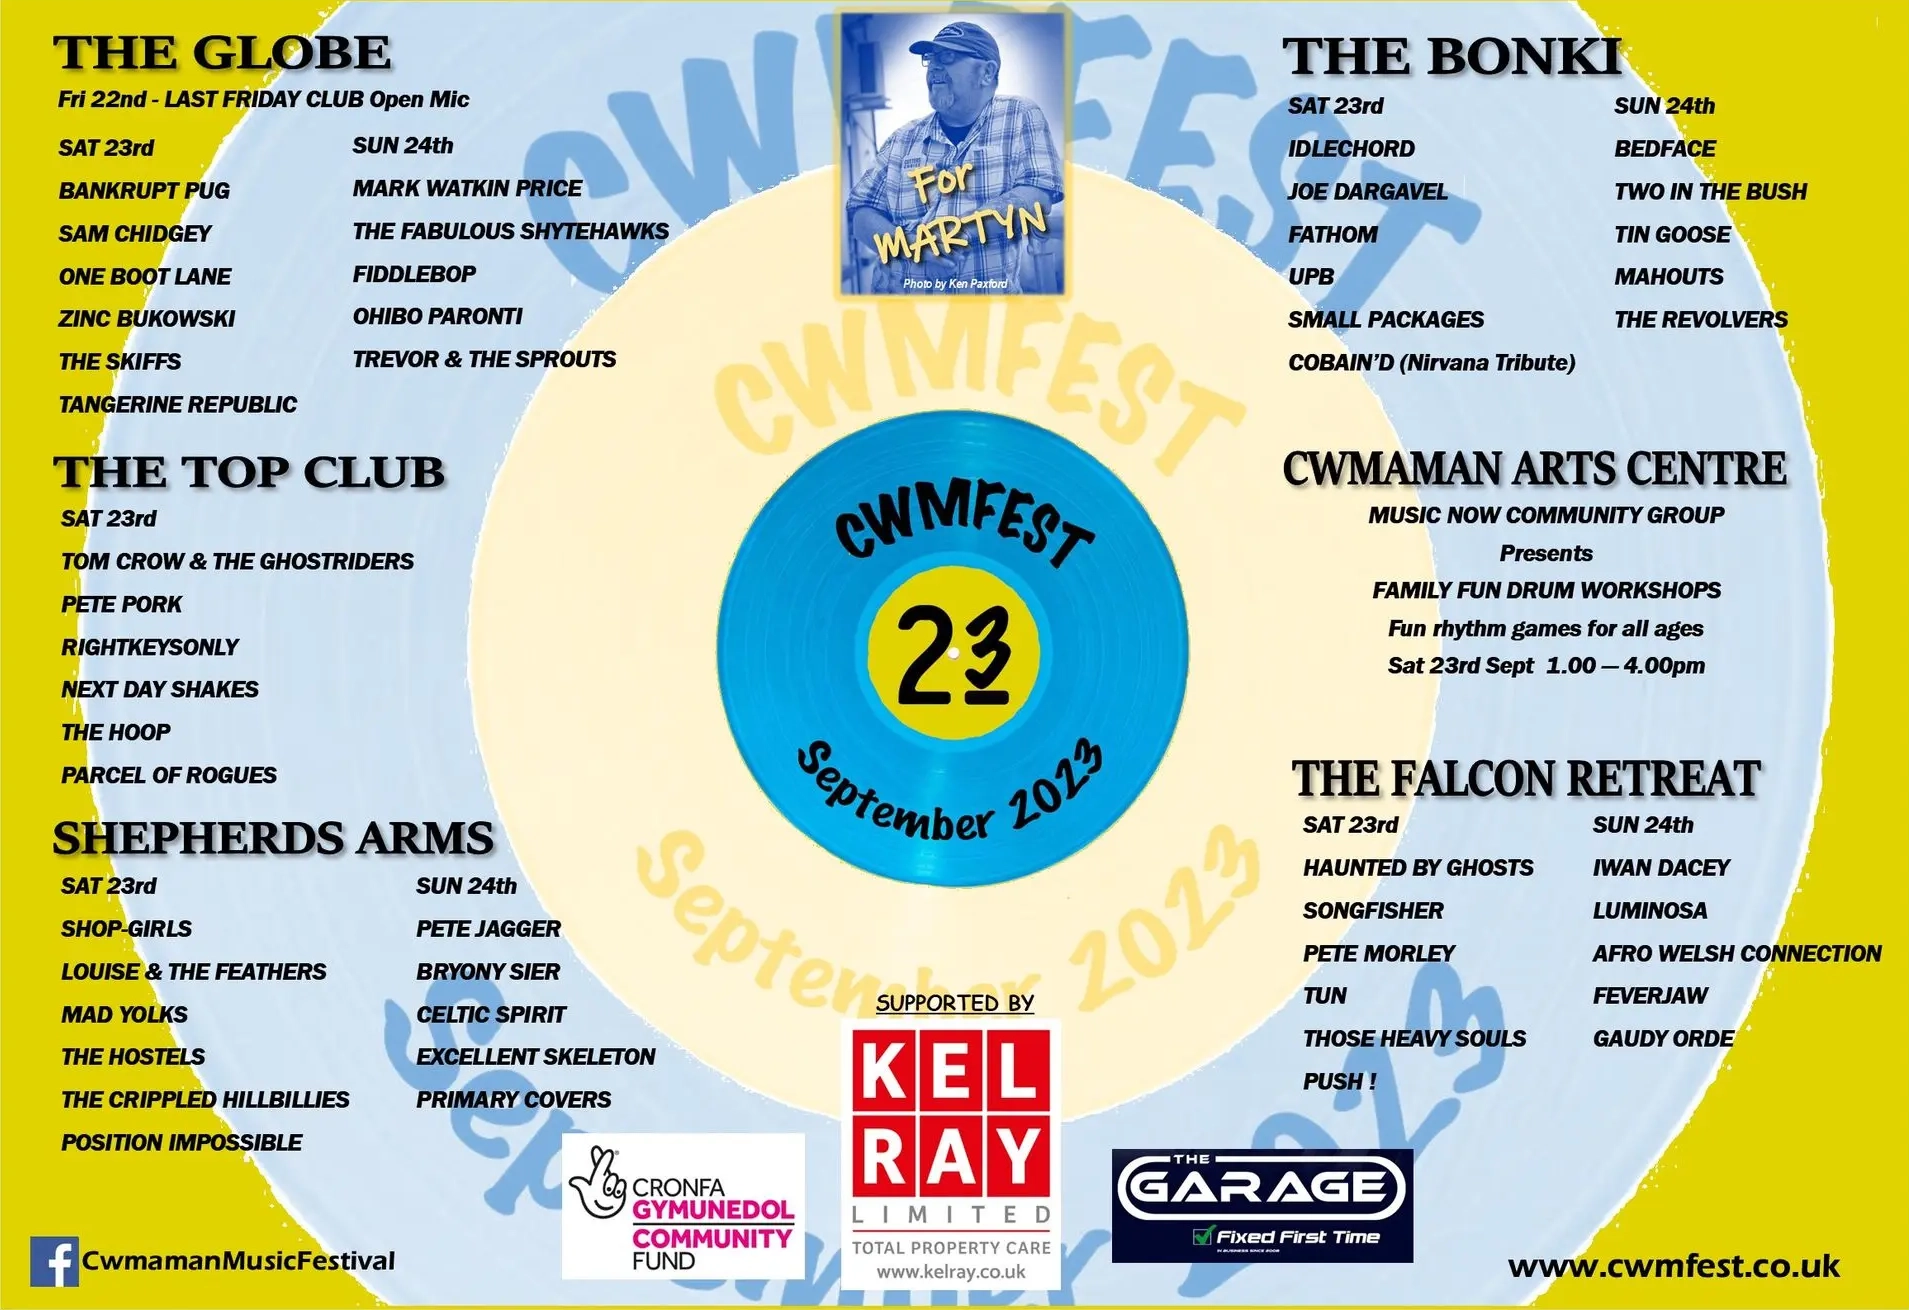 THE GLOBE
Fri 22nd - LAST FRIDAY CLUB Open Mic
SAT 23rd
BANKRUPT PUG
SAM CHIDGEY
ONE BOOT LANE
ZINC BUKOWSKI
THE SKIFFS
TANGERINE REPUBLIC
SUN 24th
MARK WATKIN PRICE
THE FABULOUS SHYTEHAWKS
FIDDLEBOP
OHIBO PARONTI
TREVOR & THE SPROUTS
THE TOP CLUB
SAT 23rd
TOM CROW & THE GHOSTRIDERS
PETE PORK
RIGHTKEYSONLY
NEXT DAY SHAKES
THE HOOP
PARCEL OF ROGUES
SHEPHERDS ARMS
SAT 23rd
SHOP-GIRLS
LOUISE & THE FEATHERS
MAD YOLKS
THE HOSTELS
THE CRIPPLED HILLBILLIES
POSITION IMPOSSIBLE
SUN 24th
PETE JAGGER
BRYONY SIER
CELTIC SPIRIT
EXCELLENT SKELETON
PRIMARY COVERS
CwmamanMusicFestival
For
MARTYN
Photo by Ken Paxford
CWMFEST
CWMFEST
CWMFEST
23
September 2023
September 2023
September 2023
SUPPORTED BY
CRONFA
GYMUNEDOL
COMMUNITY
FUND
KEL
RAY
LIMITED
TOTAL PROPERTY CARE
www.kelray.co.uk
THE
GARAGE
Fixed First Time
IN BUSINESS SINCE 2008
THE BONKI
SAT 23rd
IDLECHORD
JOE DARGAVEL
FATHOM
UPB
SMALL PACKAGES
COBAIN'D (Nirvana Tribute)
SUN 24th
BEDFACE
TWO IN THE BUSH
TIN GOOSE
MAHOUTS
THE REVOLVERS
CWMAMAN ARTS CENTRE
MUSIC NOW COMMUNITY GROUP
Presents
FAMILY FUN DRUM WORKSHOPS
Fun rhythm games for all ages
Sat 23rd Sept 1.00 — 4.00pm
THE FALCON RETREAT
SAT 23rd
HAUNTED BY GHOSTS
SONGFISHER
PETE MORLEY
TUN
THOSE HEAVY SOULS
PUSH !
SUN 24th
IWAN DACEY
LUMINOSA
AFRO WELSH CONNECTION
FEVERJAW
GAUDY ORDE
www.cwmfest.co.uk